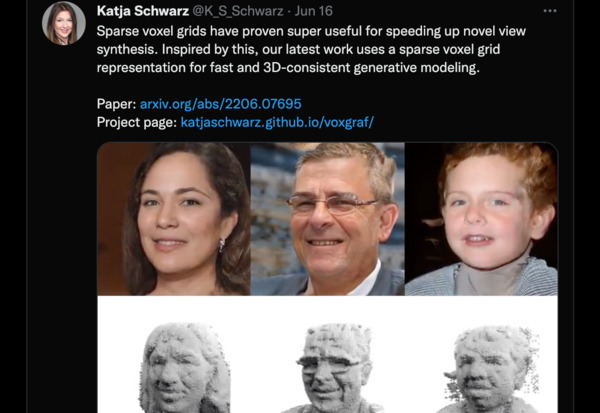 Katja Schwarz @K_S_Schwarz · Jun 16
Sparse voxel grids have proven super useful for speeding up novel view
synthesis. Inspired by this, our latest work uses a sparse voxel grid
representation for fast and 3D-consistent generative modeling.
Paper: arxiv.org/abs/2206.07695
Project page: katjaschwarz.github.io/voxgraf/